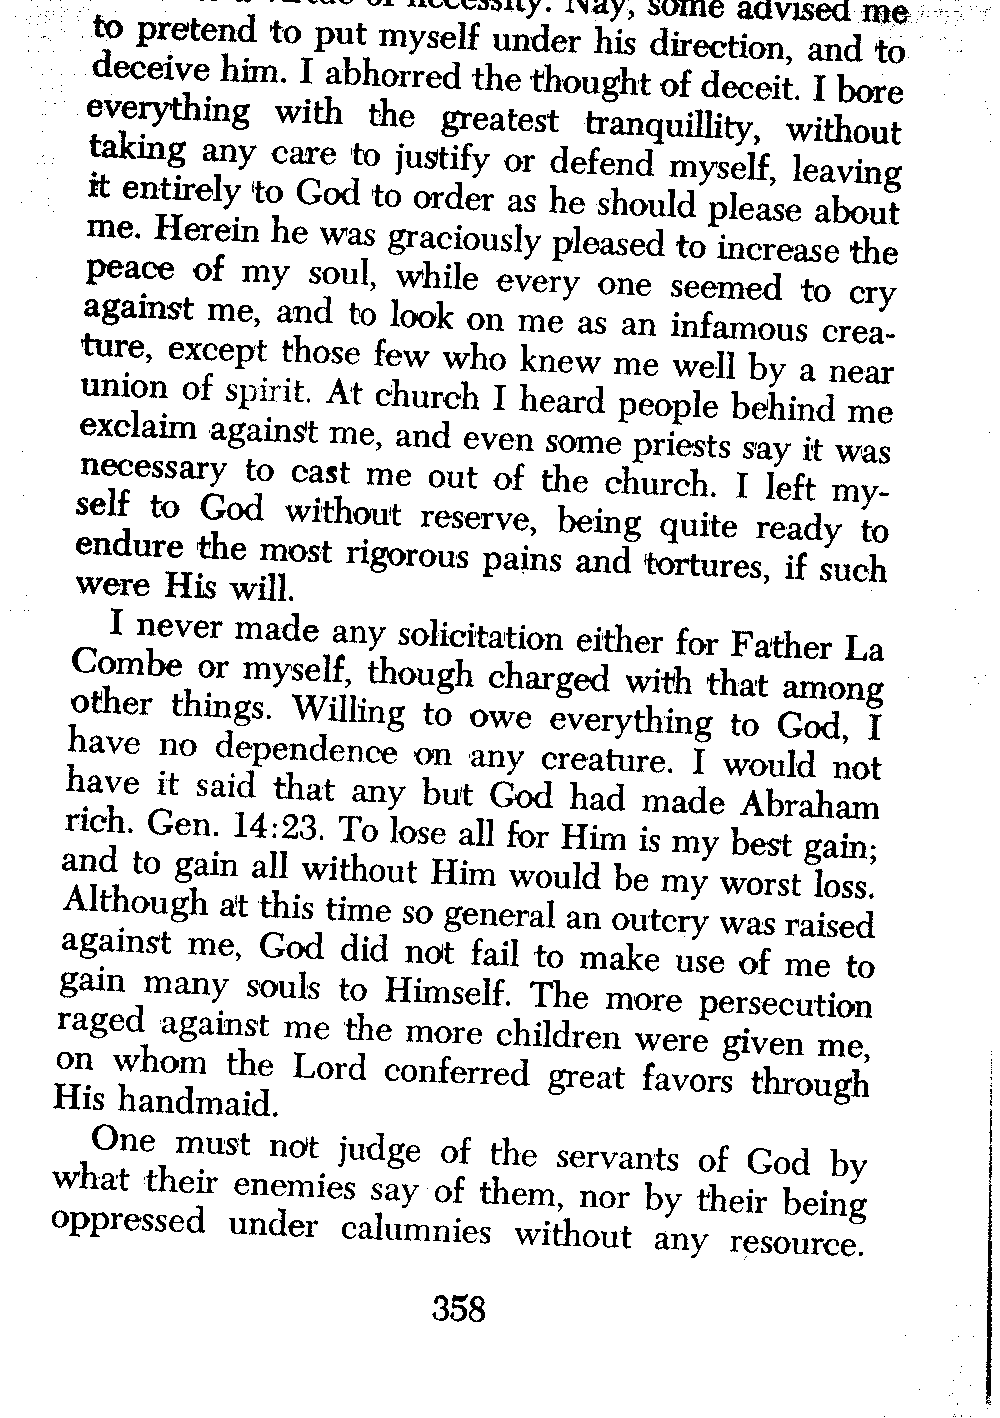 a virtue of necessity. Nay, some advised me
to pretend to put myself under his direction, and to
deceive him. I abhorred the thought of deceit. I bore
everything with the greatest tranquillity, without
taking any care to justify or defend myself, leaving
it entirely to God to order as he should please about
me. Herein he was graciously pleased to increase the
peace of my soul, while every one seemed to cry
against me, and to look on me as an infamous crea-
ture, except those few who knew me well by a near
union of spirit. At church I heard people behind me
exclaim against me, and even some priests say it was
necessary to cast me out of the church. I left my-
self to God without reserve, being quite ready to
endure the most rigorous pains and tortures, if such
were His will.
I never made any solicitation either for Father La
Combe or myself, though charged with that among
other things. Willing to owe everything to God, I
have no dependence on any creature. I would not
have it said that any but God had made Abraham
rich. Gen. 14:23. To lose all for Him is my best gain;
and to gain all without Him would be my worst loss.
Although at this time so general an outcry was raised
against me, God did not fail to make use of me to
gain many souls to Himself. The more persecution
raged against me the more children were given me,
on whom the Lord conferred great favors through
His handmaid.
One must not judge of the servants of God by
what their enemies say of them, nor by their being
oppressed under calumnies without any resource.
358